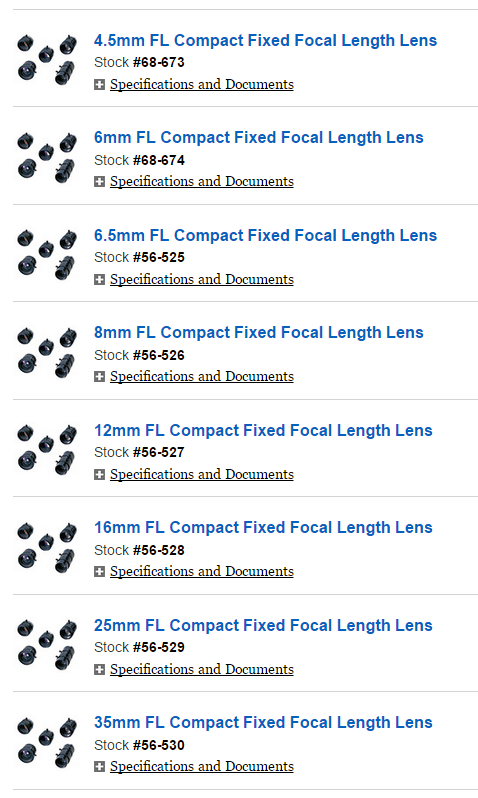 4.5mm FL Compact Fixed Focal Length Lens
Stock #68-673
Specifications and Documents
6mm FL Compact Fixed Focal Length Lens
Stock #68-674
Specifications and Documents
6.5mm FL Compact Fixed Focal Length Lens
Stock #56-525
Specifications and Documents
8mm FL Compact Fixed Focal Length Lens
Stock #56-526
Specifications and Documents
12mm FL Compact Fixed Focal Length Lens
Stock #56-527
Specifications and Documents
16mm FL Compact Fixed Focal Length Lens
Stock #56-528
Specifications and Documents
25mm FL Compact Fixed Focal Length Lens
Stock #56-529
Specifications and Documents
35mm FL Compact Fixed Focal Length Lens
Stock #56-530
Specifications and Documents